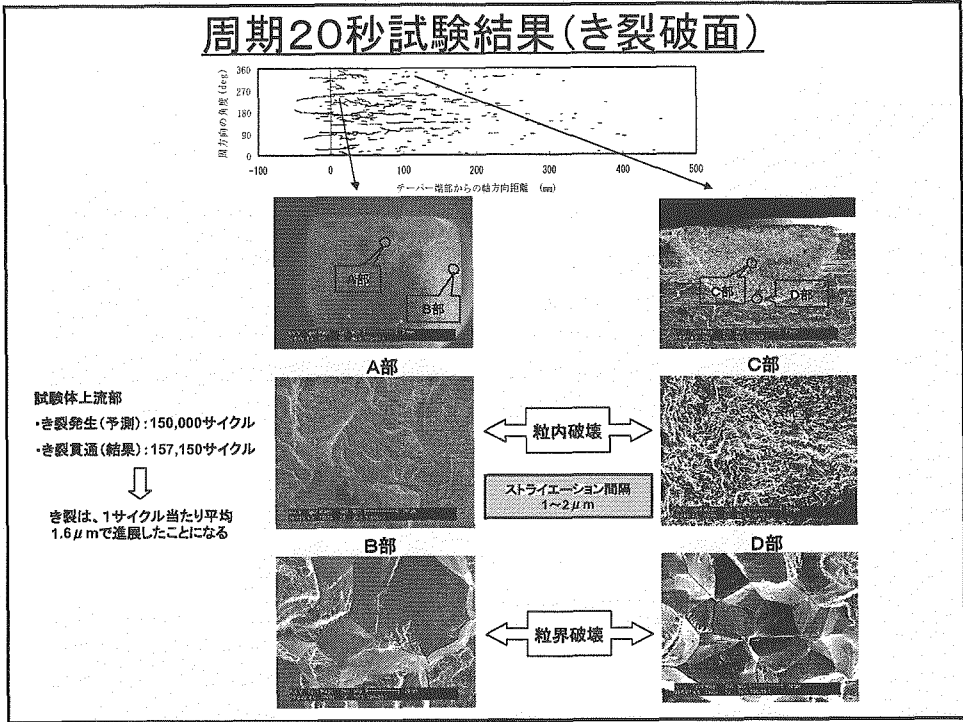 周期20秒試験結果(き裂破面)
周方向の角度(deg)
360
270
180
90
0
-100
0
100
200
300
400
500
テーパー端部からの軸方向距離 (mm)
A部
B部
C部
D部
A部
C部
試験体上流部
・き裂発生(予測):150,000サイクル
・き裂貫通(結果):157,150サイクル
き裂は、1サイクル当たり平均
1.6μmで進展したことになる
粒内破壊
ストライエーション間隔
1~2μm
B部
D部
粒界破壊